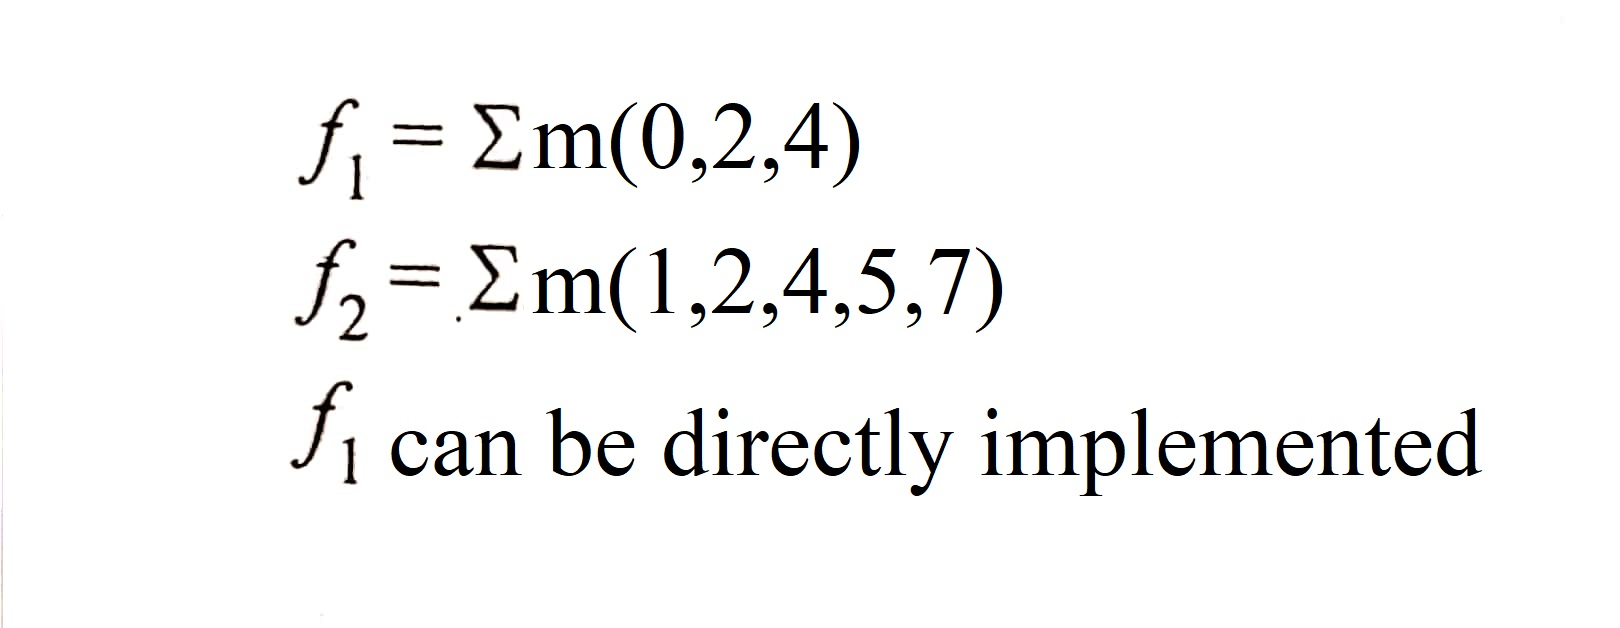 f₁ = Σm(0,2,4)
f₂ = Σm(1,2,4,5,7)
f₁ can be directly implemented